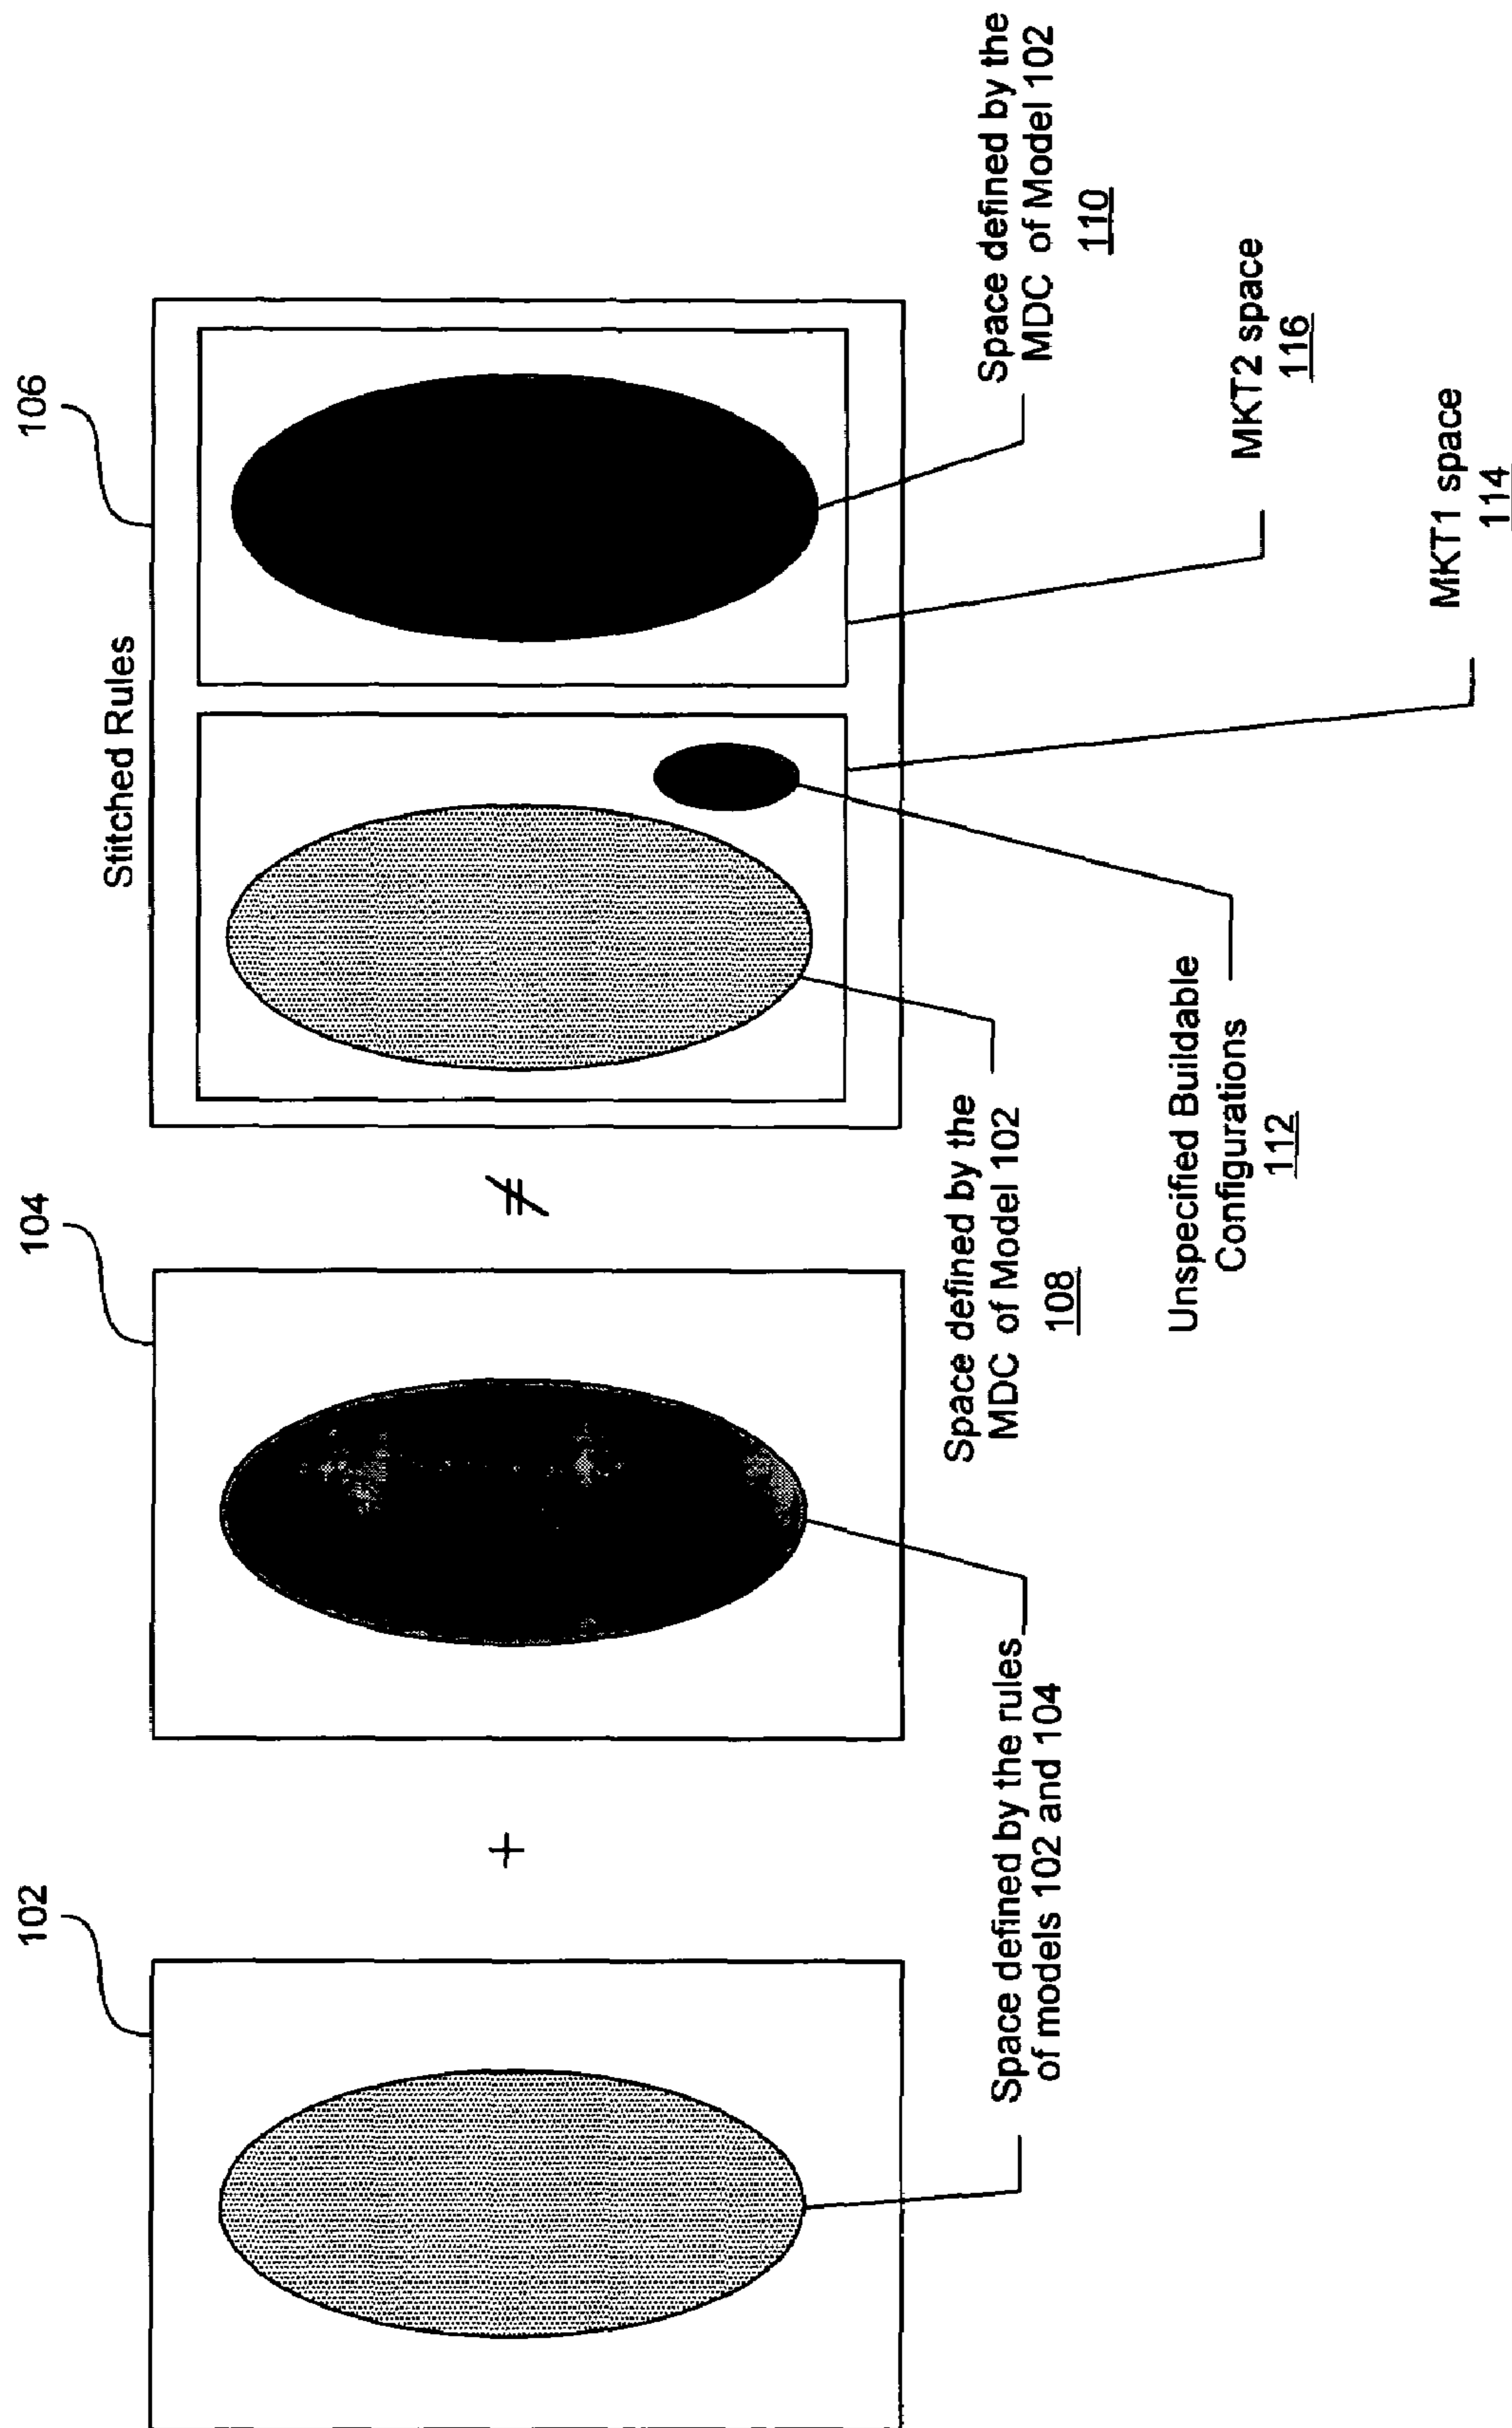 102
104
Stitched Rules
106
+
≠
Space defined by the rules
of models 102 and 104
Space defined by the
MDC of Model 102
108
Unspecified Buildable
Configurations
112
Space defined by the
MDC of Model 102
110
MKT2 space
116
MKT1 space
114